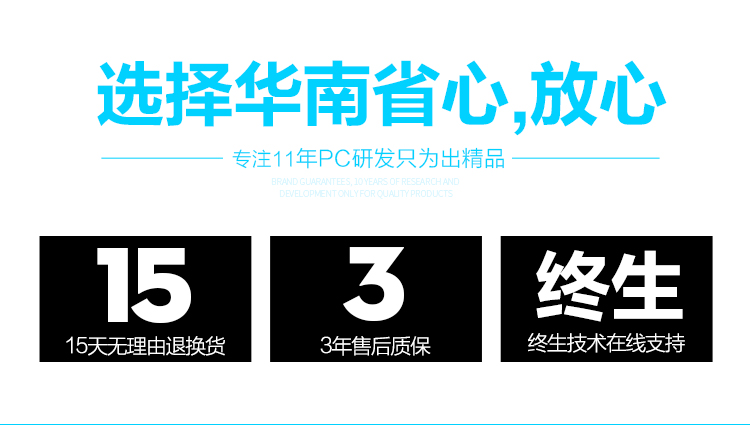 选择华南省心,放心
专注11年PC研发只为出精品
BRAND GUARANTEES, 10 YEARS OF RESEARCH AND
DEVELOPMENT ONLY FOR QUALITY PRODUCTS
15
15天无理由退换货
3
3年售后质保
终生
终生技术在线支持